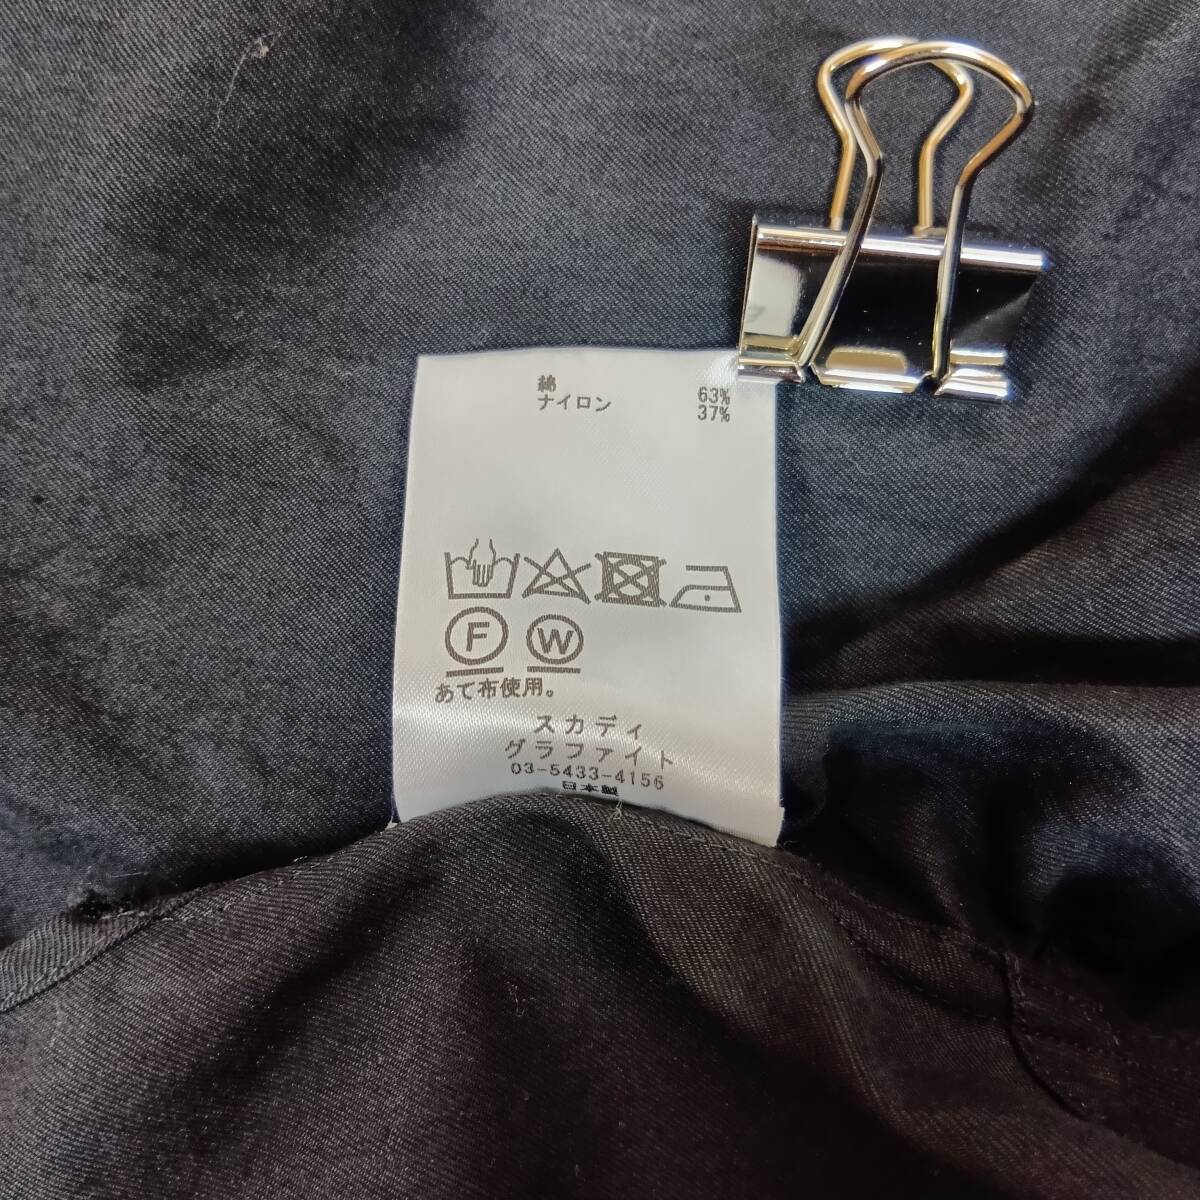 綿 63%
ナイロン 37%
F W
あて布使用。
スカディ
グラファイト
03-5433-4156
日本製